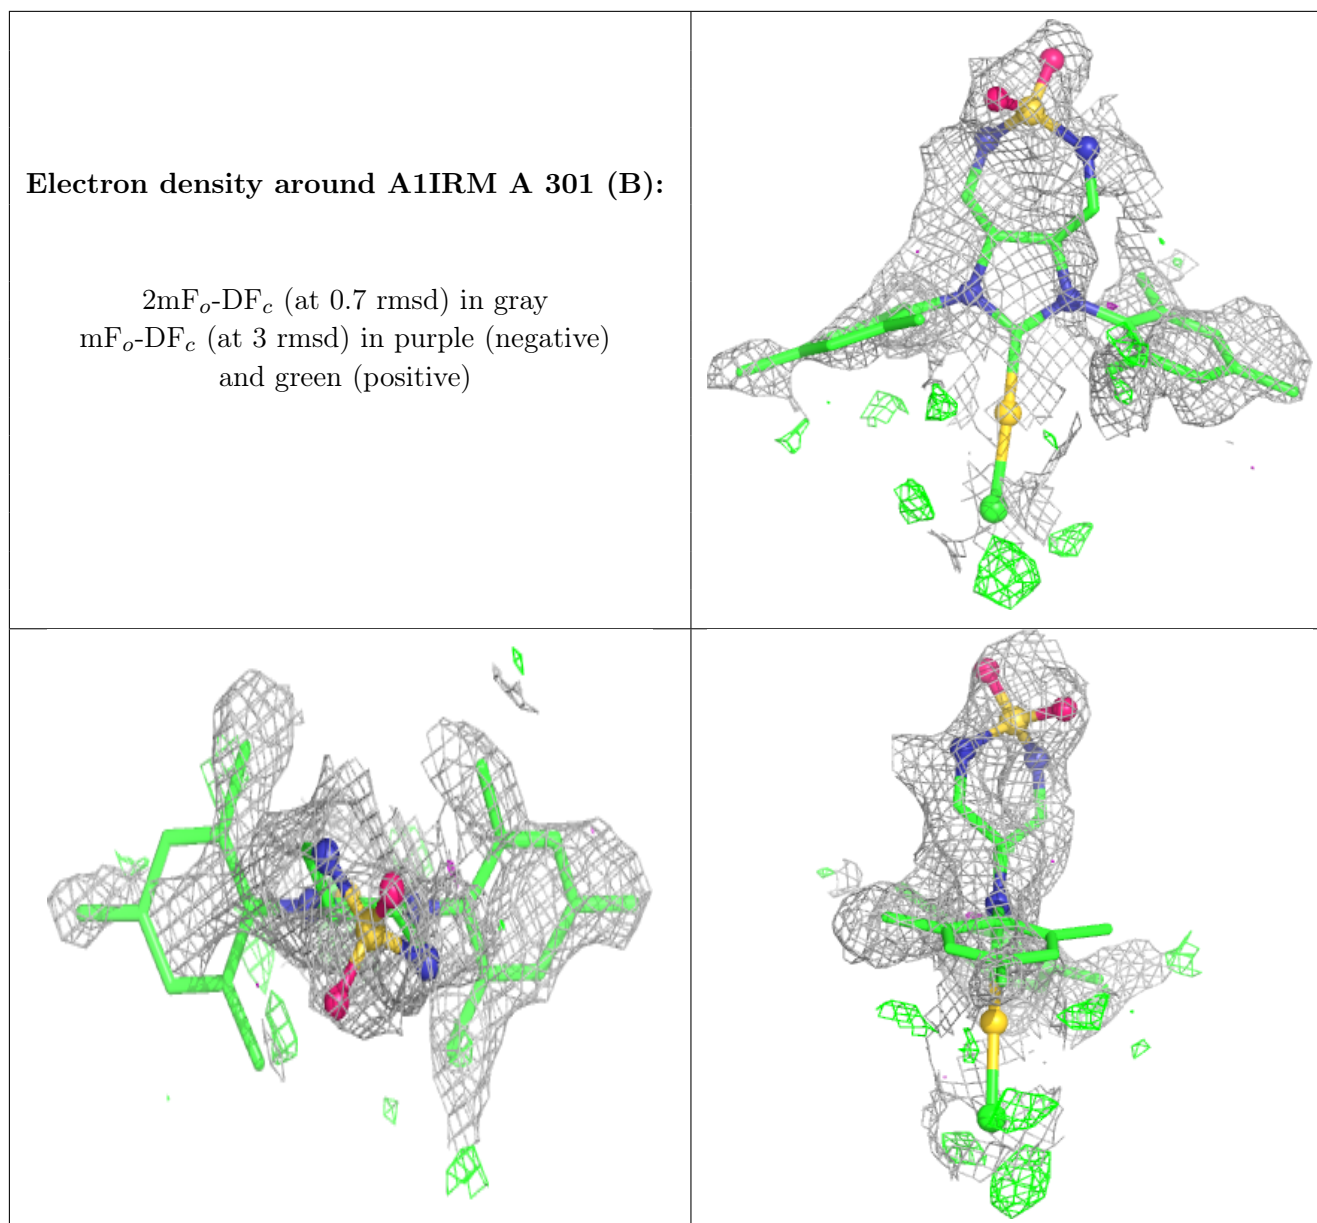 Electron density around A1IRM A 301 (B):
2mFo-DFc (at 0.7 rmsd) in gray
mFo-DFc (at 3 rmsd) in purple (negative)
and green (positive)